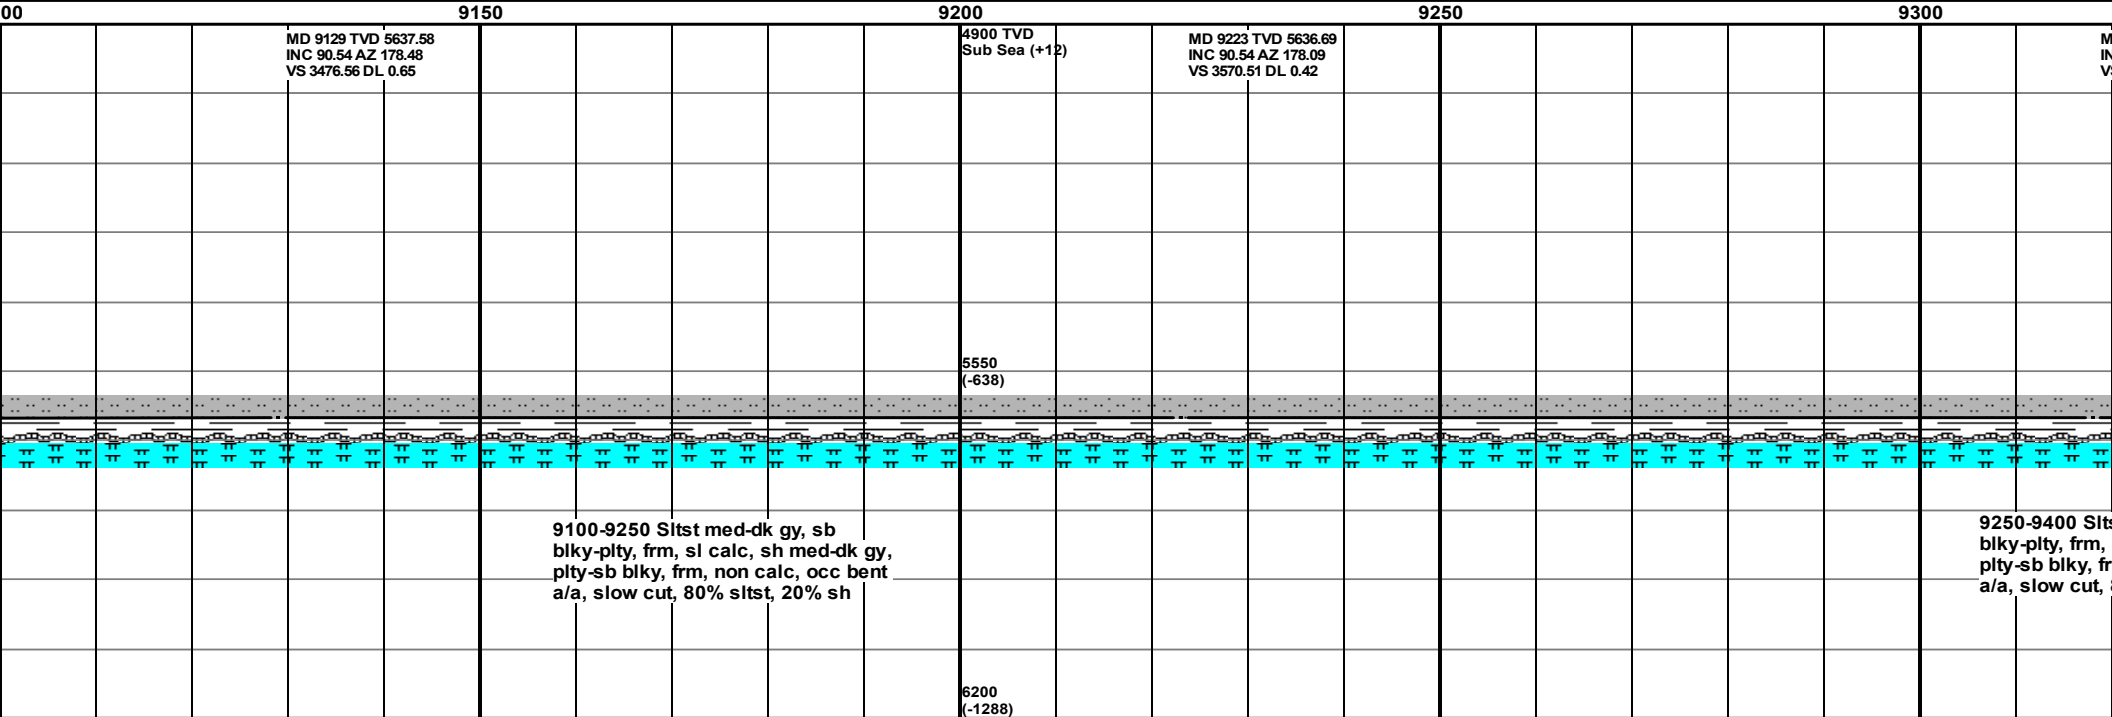 00 9150 9200 9250 9300
MD 9129 TVD 5637.58
INC 90.54 AZ 178.48
VS 3476.56 DL 0.65
4900 TVD
Sub Sea (+12)
MD 9223 TVD 5636.69
INC 90.54 AZ 178.09
VS 3570.51 DL 0.42
M
IN
VS
5550
(-638)
9100-9250 Sltst med-dk gy, sb
blky-plty, frm, sl calc, sh med-dk gy,
plty-sb blky, frm, non calc, occ bent
a/a, slow cut, 80% sltst, 20% sh
9250-9400 Slts
blky-plty, frm,
plty-sb blky, fr
a/a, slow cut,
6200
(-1288)